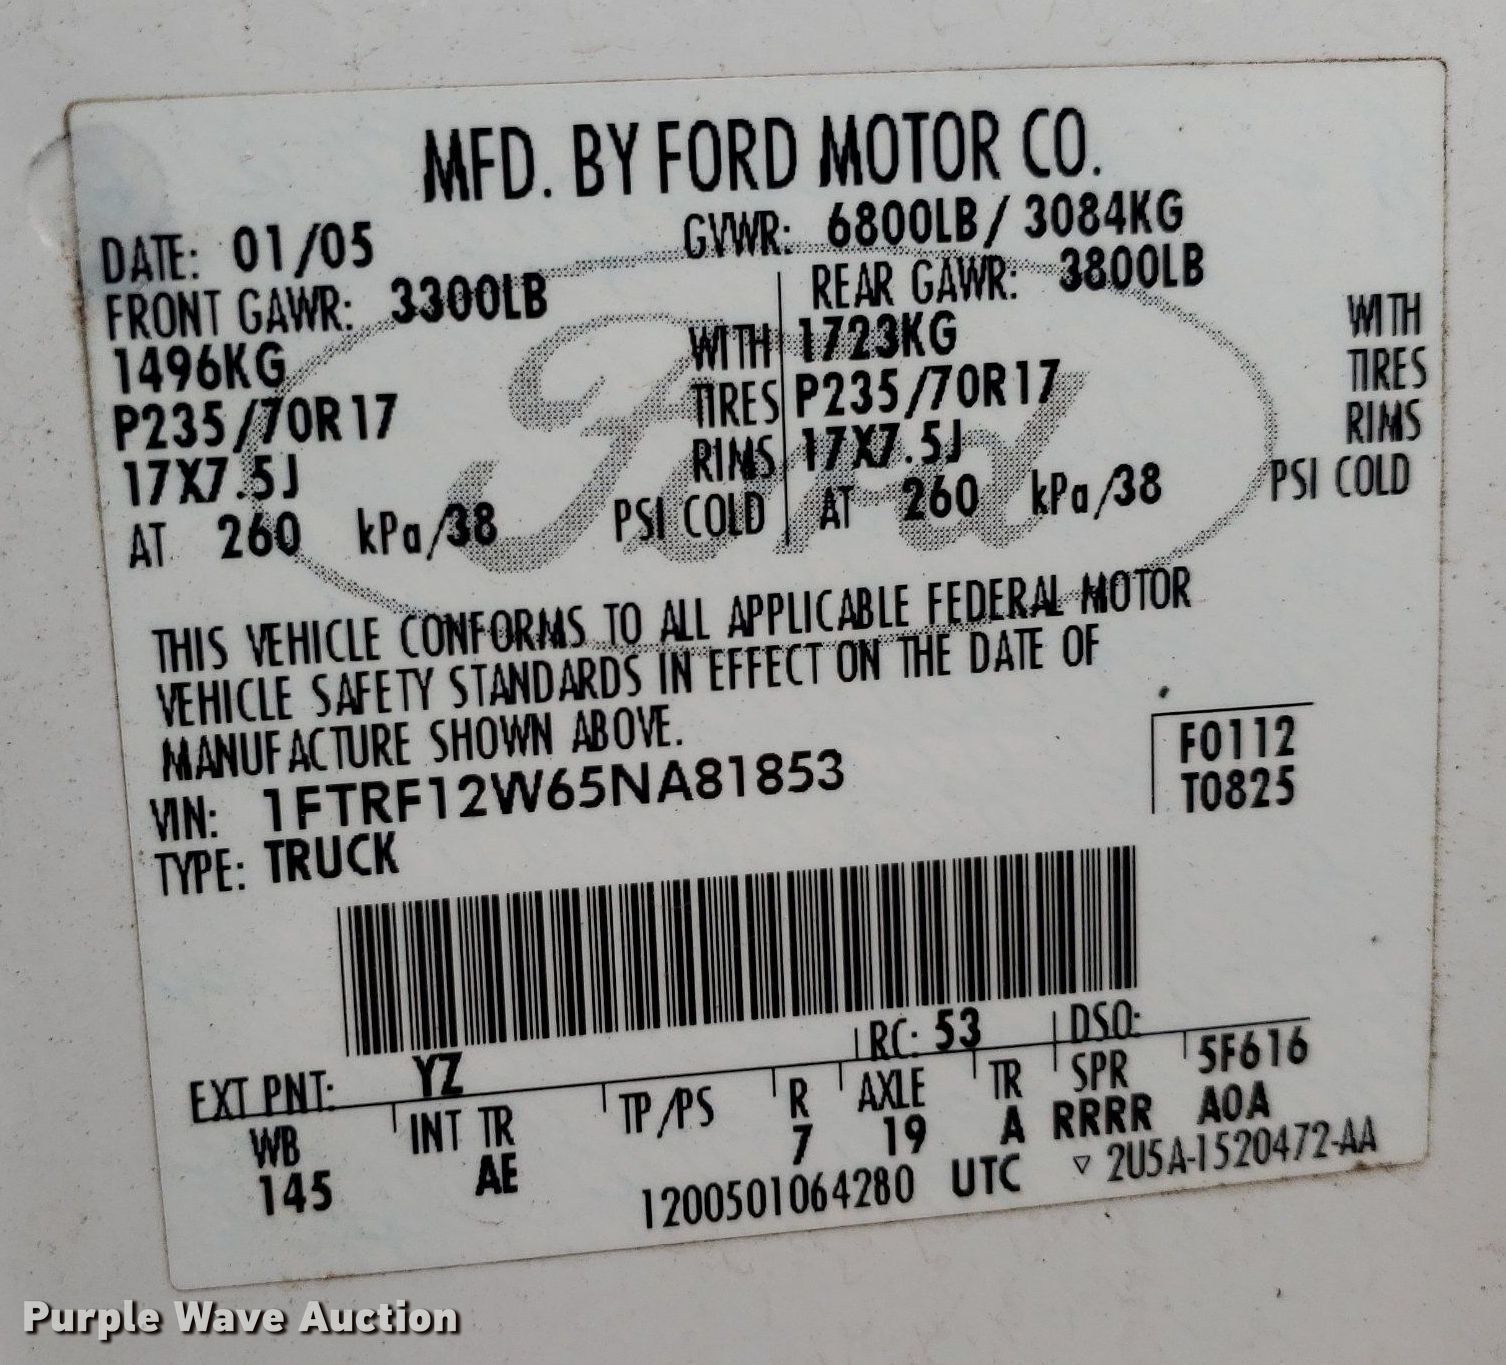 MFD. BY FORD MOTOR CO.
DATE: 01/05 GVWR: 6800LB / 3084KG
FRONT GAWR: 3300LB REAR GAWR: 3800LB
1496KG WITH 1723KG WITH
P235/70R17 TIRES P235/70R17 TIRES
17X7.5J RIMS 17X7.5J RIMS
AT 260 kPa/38 PSI COLD AT 260 kPa/38 PSI COLD
Ford
THIS VEHICLE CONFORMS TO ALL APPLICABLE FEDERAL MOTOR
VEHICLE SAFETY STANDARDS IN EFFECT ON THE DATE OF
MANUFACTURE SHOWN ABOVE.
VIN: 1FTRF12W65NA81853 F0112
TYPE: TRUCK T0825
EXT PNT: YZ RC: 53 DSO:
WB INT TR TP/PS R AXLE TR SPR 5F616
145 AE 7 19 A RRRR A0A
1200501064280 UTC ▽ 2U5A-1520472-AA
Purple Wave Auction